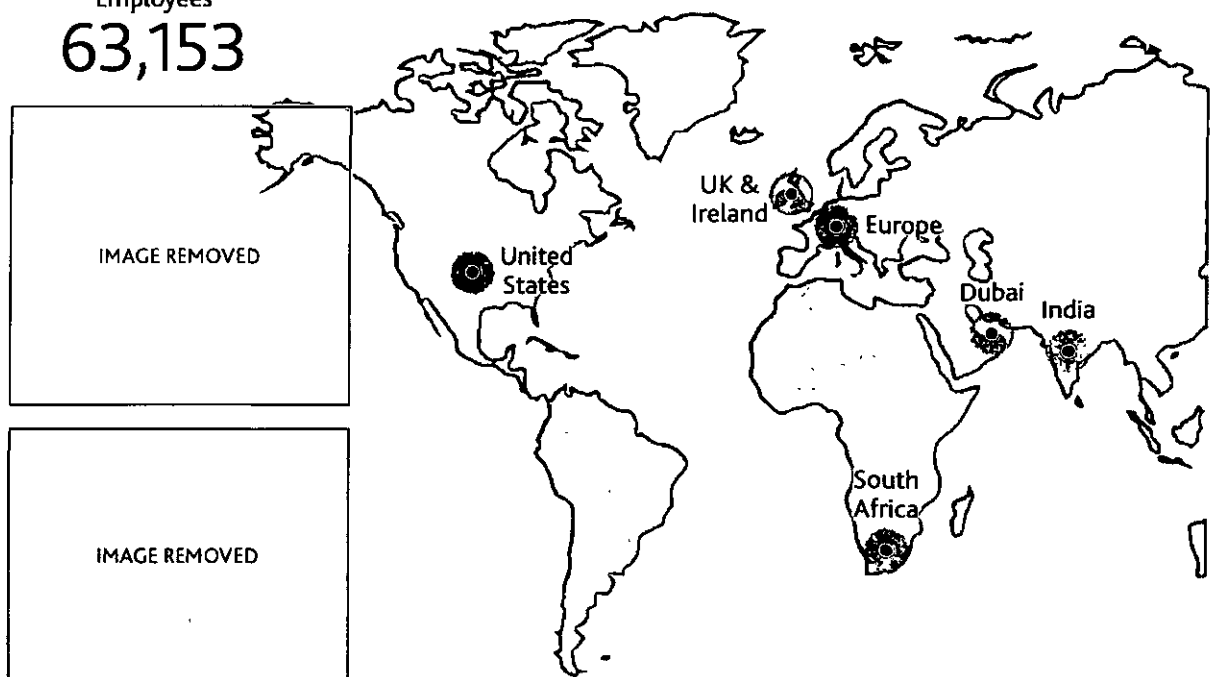 Employees
63,153
IMAGE REMOVED
UK &
Ireland
Europe
United
States
Dubai
India
South
Africa
IMAGE REMOVED